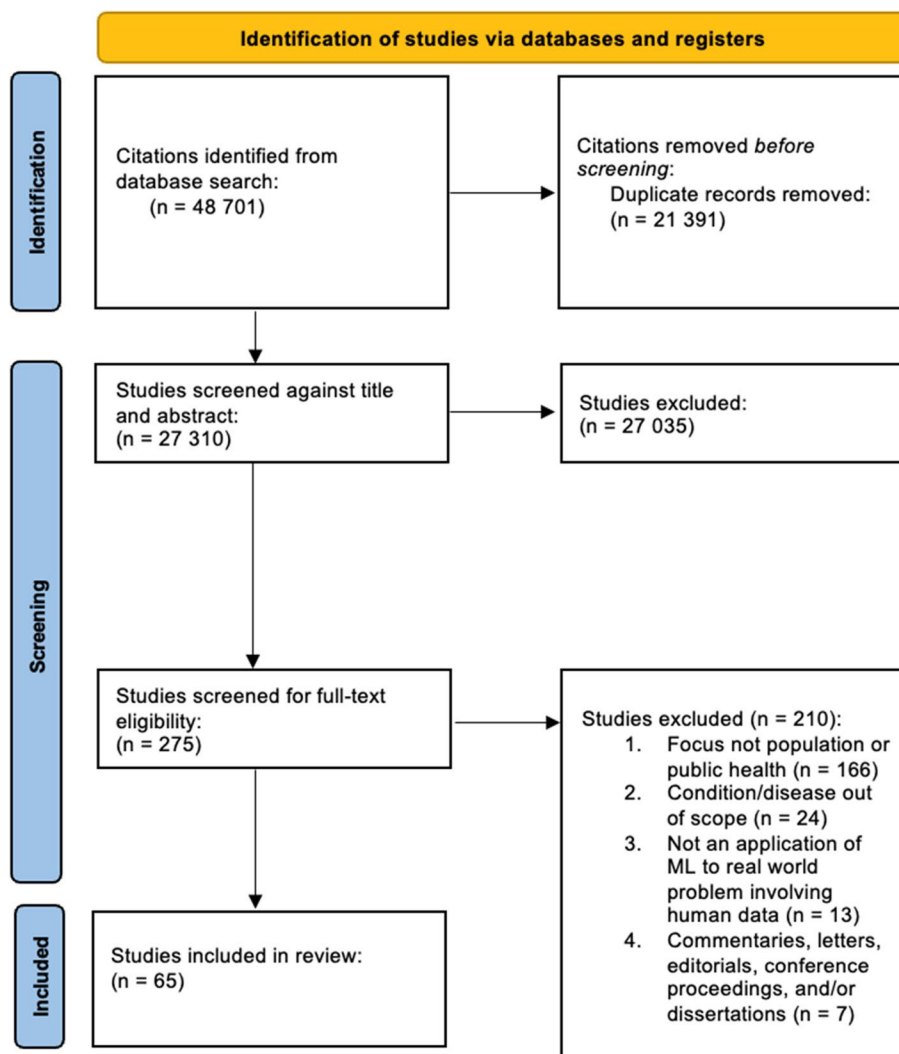 Identification of studies via databases and registers
Identification
Citations identified from
database search:
(n = 48 701)
Citations removed before
screening:
Duplicate records removed:
(n = 21 391)
Screening
Studies screened against title
and abstract:
(n = 27 310)
Studies excluded:
(n = 27 035)
Studies screened for full-text
eligibility:
(n = 275)
Studies excluded (n = 210):
1. Focus not population or
public health (n = 166)
2. Condition/disease out
of scope (n = 24)
3. Not an application of
ML to real world
problem involving
human data (n = 13)
4. Commentaries, letters,
editorials, conference
proceedings, and/or
dissertations (n = 7)
Included
Studies included in review:
(n = 65)